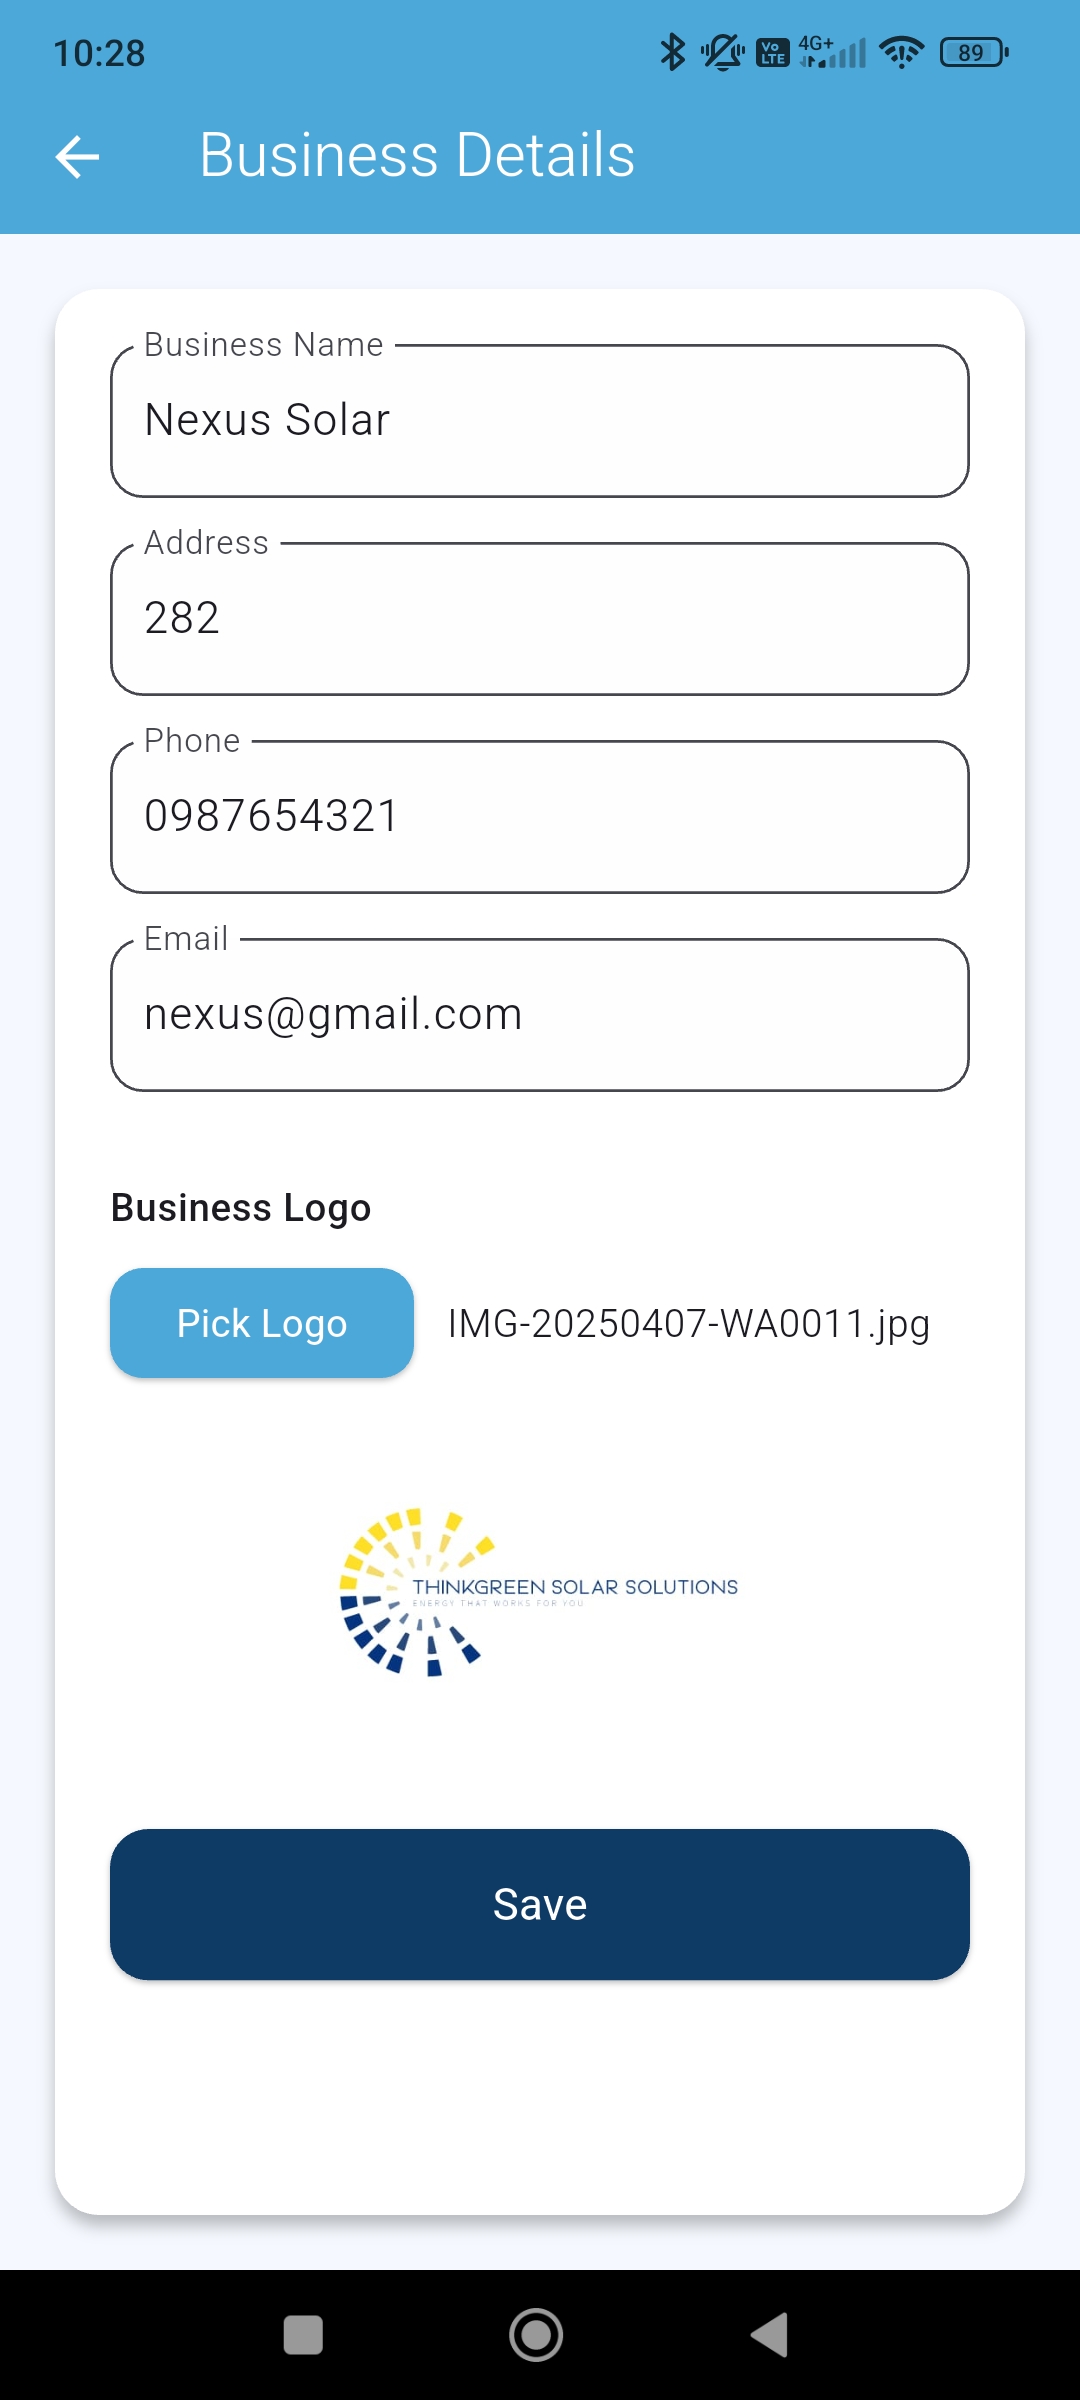 10:28
Vo LTE 4G+ 89
Business Details
Business Name
Nexus Solar
Address
282
Phone
0987654321
Email
nexus@gmail.com
Business Logo
Pick Logo IMG-20250407-WA0011.jpg
THINKGREEN SOLAR SOLUTIONS
ENERGY THAT WORKS FOR YOU
Save